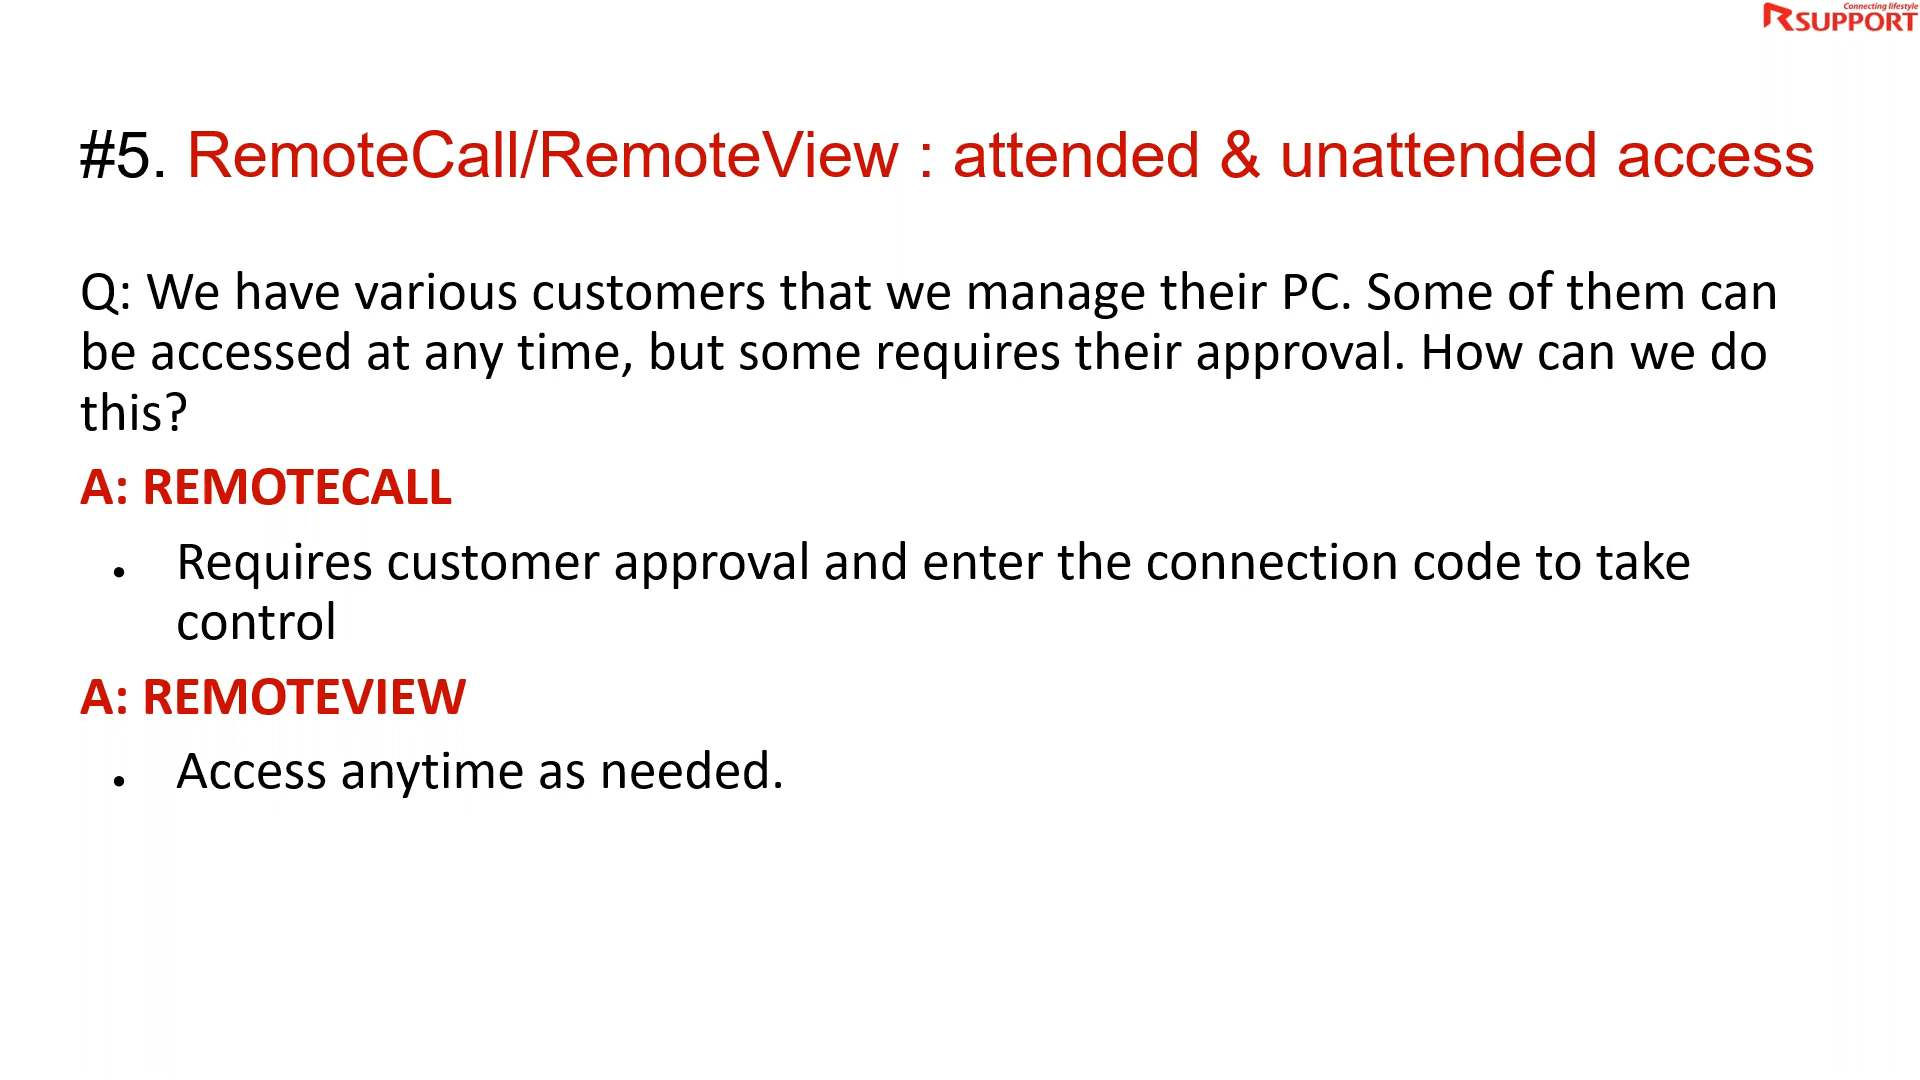 Connecting lifestyle
RSUPPORT
#5. RemoteCall/RemoteView : attended & unattended access
Q: We have various customers that we manage their PC. Some of them can
be accessed at any time, but some requires their approval. How can we do
this?
A: REMOTECALL
• Requires customer approval and enter the connection code to take
control
A: REMOTEVIEW
• Access anytime as needed.